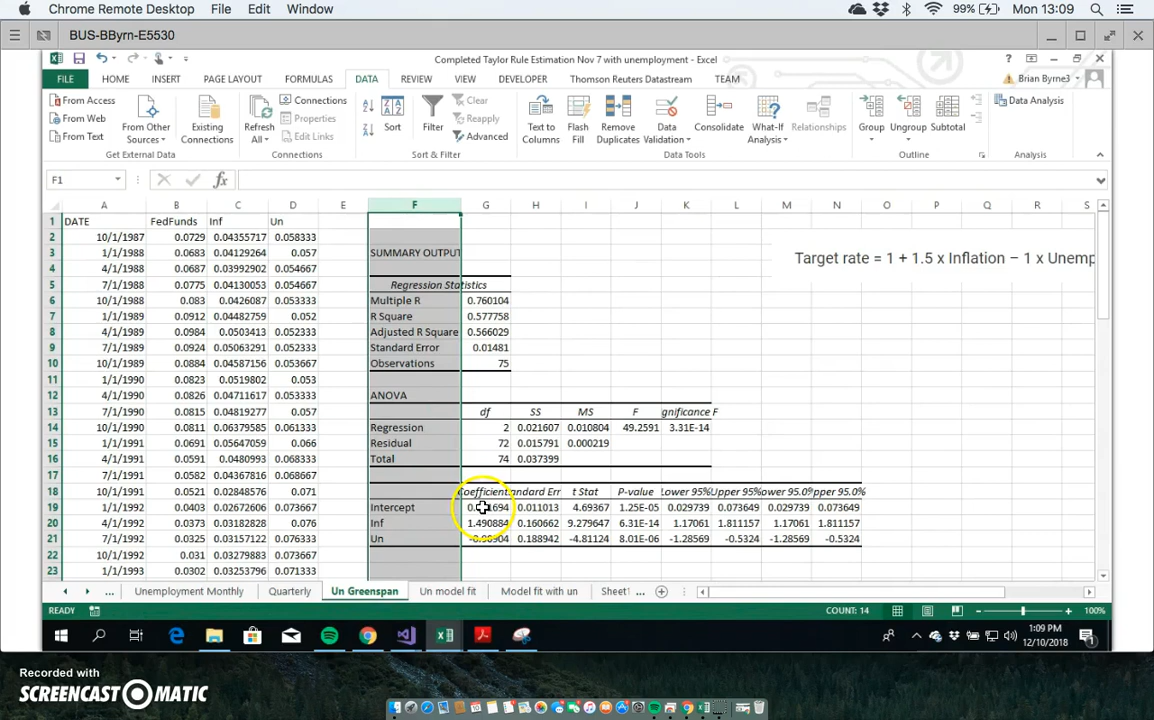 Chrome Remote Desktop File Edit Window 99% Mon 13:09
BUS-BByrn-E5530
Completed Taylor Rule Estimation Nov 7 with unemployment - Excel
FILE HOME INSERT PAGE LAYOUT FORMULAS DATA REVIEW VIEW DEVELOPER Thomson Reuters Datastream TEAM Brian Byrne3
From Access
From Web
From Text
From Other Sources
Existing Connections
Refresh All
Connections
Properties
Edit Links
Sort
Filter
Clear
Reapply
Advanced
Text to Columns
Flash Fill
Remove Duplicates
Data Validation
Consolidate
What-If Analysis
Relationships
Group
Ungroup
Subtotal
Data Analysis
Get External Data Connections Sort & Filter Data Tools Outline Analysis
F1 fx
A B C D E F G H I J K L M N O P Q R S
1 DATE FedFunds Inf Un
2 10/1/1987 0.0729 0.04355717 0.058333
3 1/1/1988 0.0683 0.04129264 0.057 SUMMARY OUTPUT Target rate = 1 + 1.5 x Inflation – 1 x Unemp
4 4/1/1988 0.0687 0.03992902 0.054667
5 7/1/1988 0.0775 0.04130053 0.054667 Regression Statistics
6 10/1/1988 0.083 0.0426087 0.053333 Multiple R 0.760104
7 1/1/1989 0.0912 0.04482759 0.052 R Square 0.577758
8 4/1/1989 0.0984 0.0503413 0.052333 Adjusted R Square 0.566029
9 7/1/1989 0.0924 0.05063291 0.052333 Standard Error 0.01481
10 10/1/1989 0.0884 0.04587156 0.053667 Observations 75
11 1/1/1990 0.0823 0.0519802 0.053
12 4/1/1990 0.0826 0.04711617 0.053333 ANOVA
13 7/1/1990 0.0815 0.04819277 0.057 df SS MS F gnificance F
14 10/1/1990 0.0811 0.06379585 0.061333 Regression 2 0.021607 0.010804 49.2591 3.31E-14
15 1/1/1991 0.0691 0.05647059 0.066 Residual 72 0.015791 0.000219
16 4/1/1991 0.0591 0.0480993 0.068333 Total 74 0.037399
17 7/1/1991 0.0582 0.04367816 0.068667
18 10/1/1991 0.0521 0.02848576 0.071 Coefficient andard Err t Stat P-value Lower 95% Upper 95% ower 95.0% pper 95.0%
19 1/1/1992 0.0403 0.02672606 0.073667 Intercept 0.011013 4.69367 1.25E-05 0.029739 0.073649 0.029739 0.073649
20 4/1/1992 0.0373 0.03182828 0.076 Inf 1.490884 0.160662 9.279647 6.31E-14 1.17061 1.811157 1.17061 1.811157
21 7/1/1992 0.0325 0.03157122 0.076333 Un 0.188942 -4.81124 8.01E-06 -1.28569 -0.5324 -1.28569 -0.5324
22 10/1/1992 0.031 0.03279883 0.073667
23 1/1/1993 0.0302 0.03253796 0.071333
... Unemployment Monthly Quarterly Un Greenspan Un model fit Model fit with un Sheet1 ...
READY COUNT: 14 100%
1:09 PM
12/10/2018
Recorded with
SCREENCAST-O-MATIC